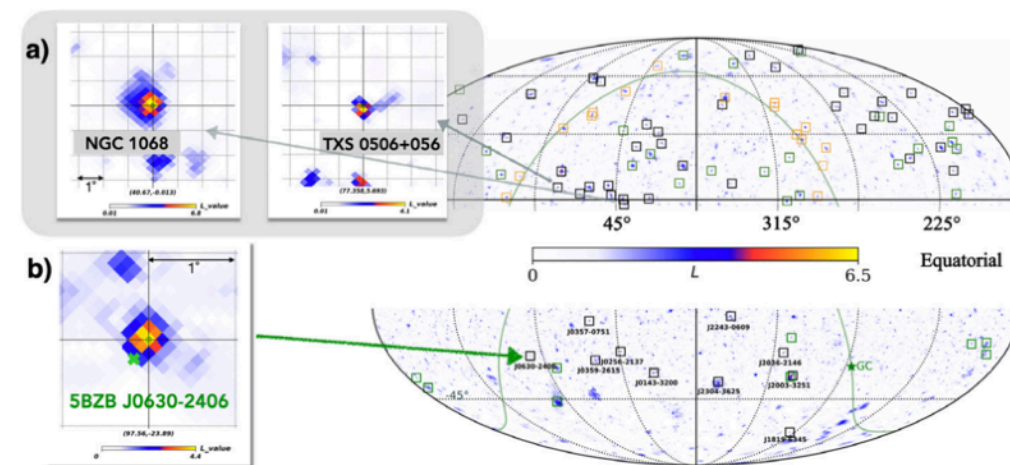 a)
NGC 1068
1°
(40.67,-0.013)
0.01
6.8
L_value
TXS 0506+056
(77.358,5.693)
0.01
6.1
L_value
45°
315°
225°
0
L
6.5
Equatorial
b)
1°
5BZB J0630-2406
(97.56,-23.89)
0
4.4
L_value
J0357-0751
J0630-2406
J0256-2137
J0359-2615
J0143-3200
-45°
J2243-0609
J2036-2146
J2304-3625
J2003-3251
GC